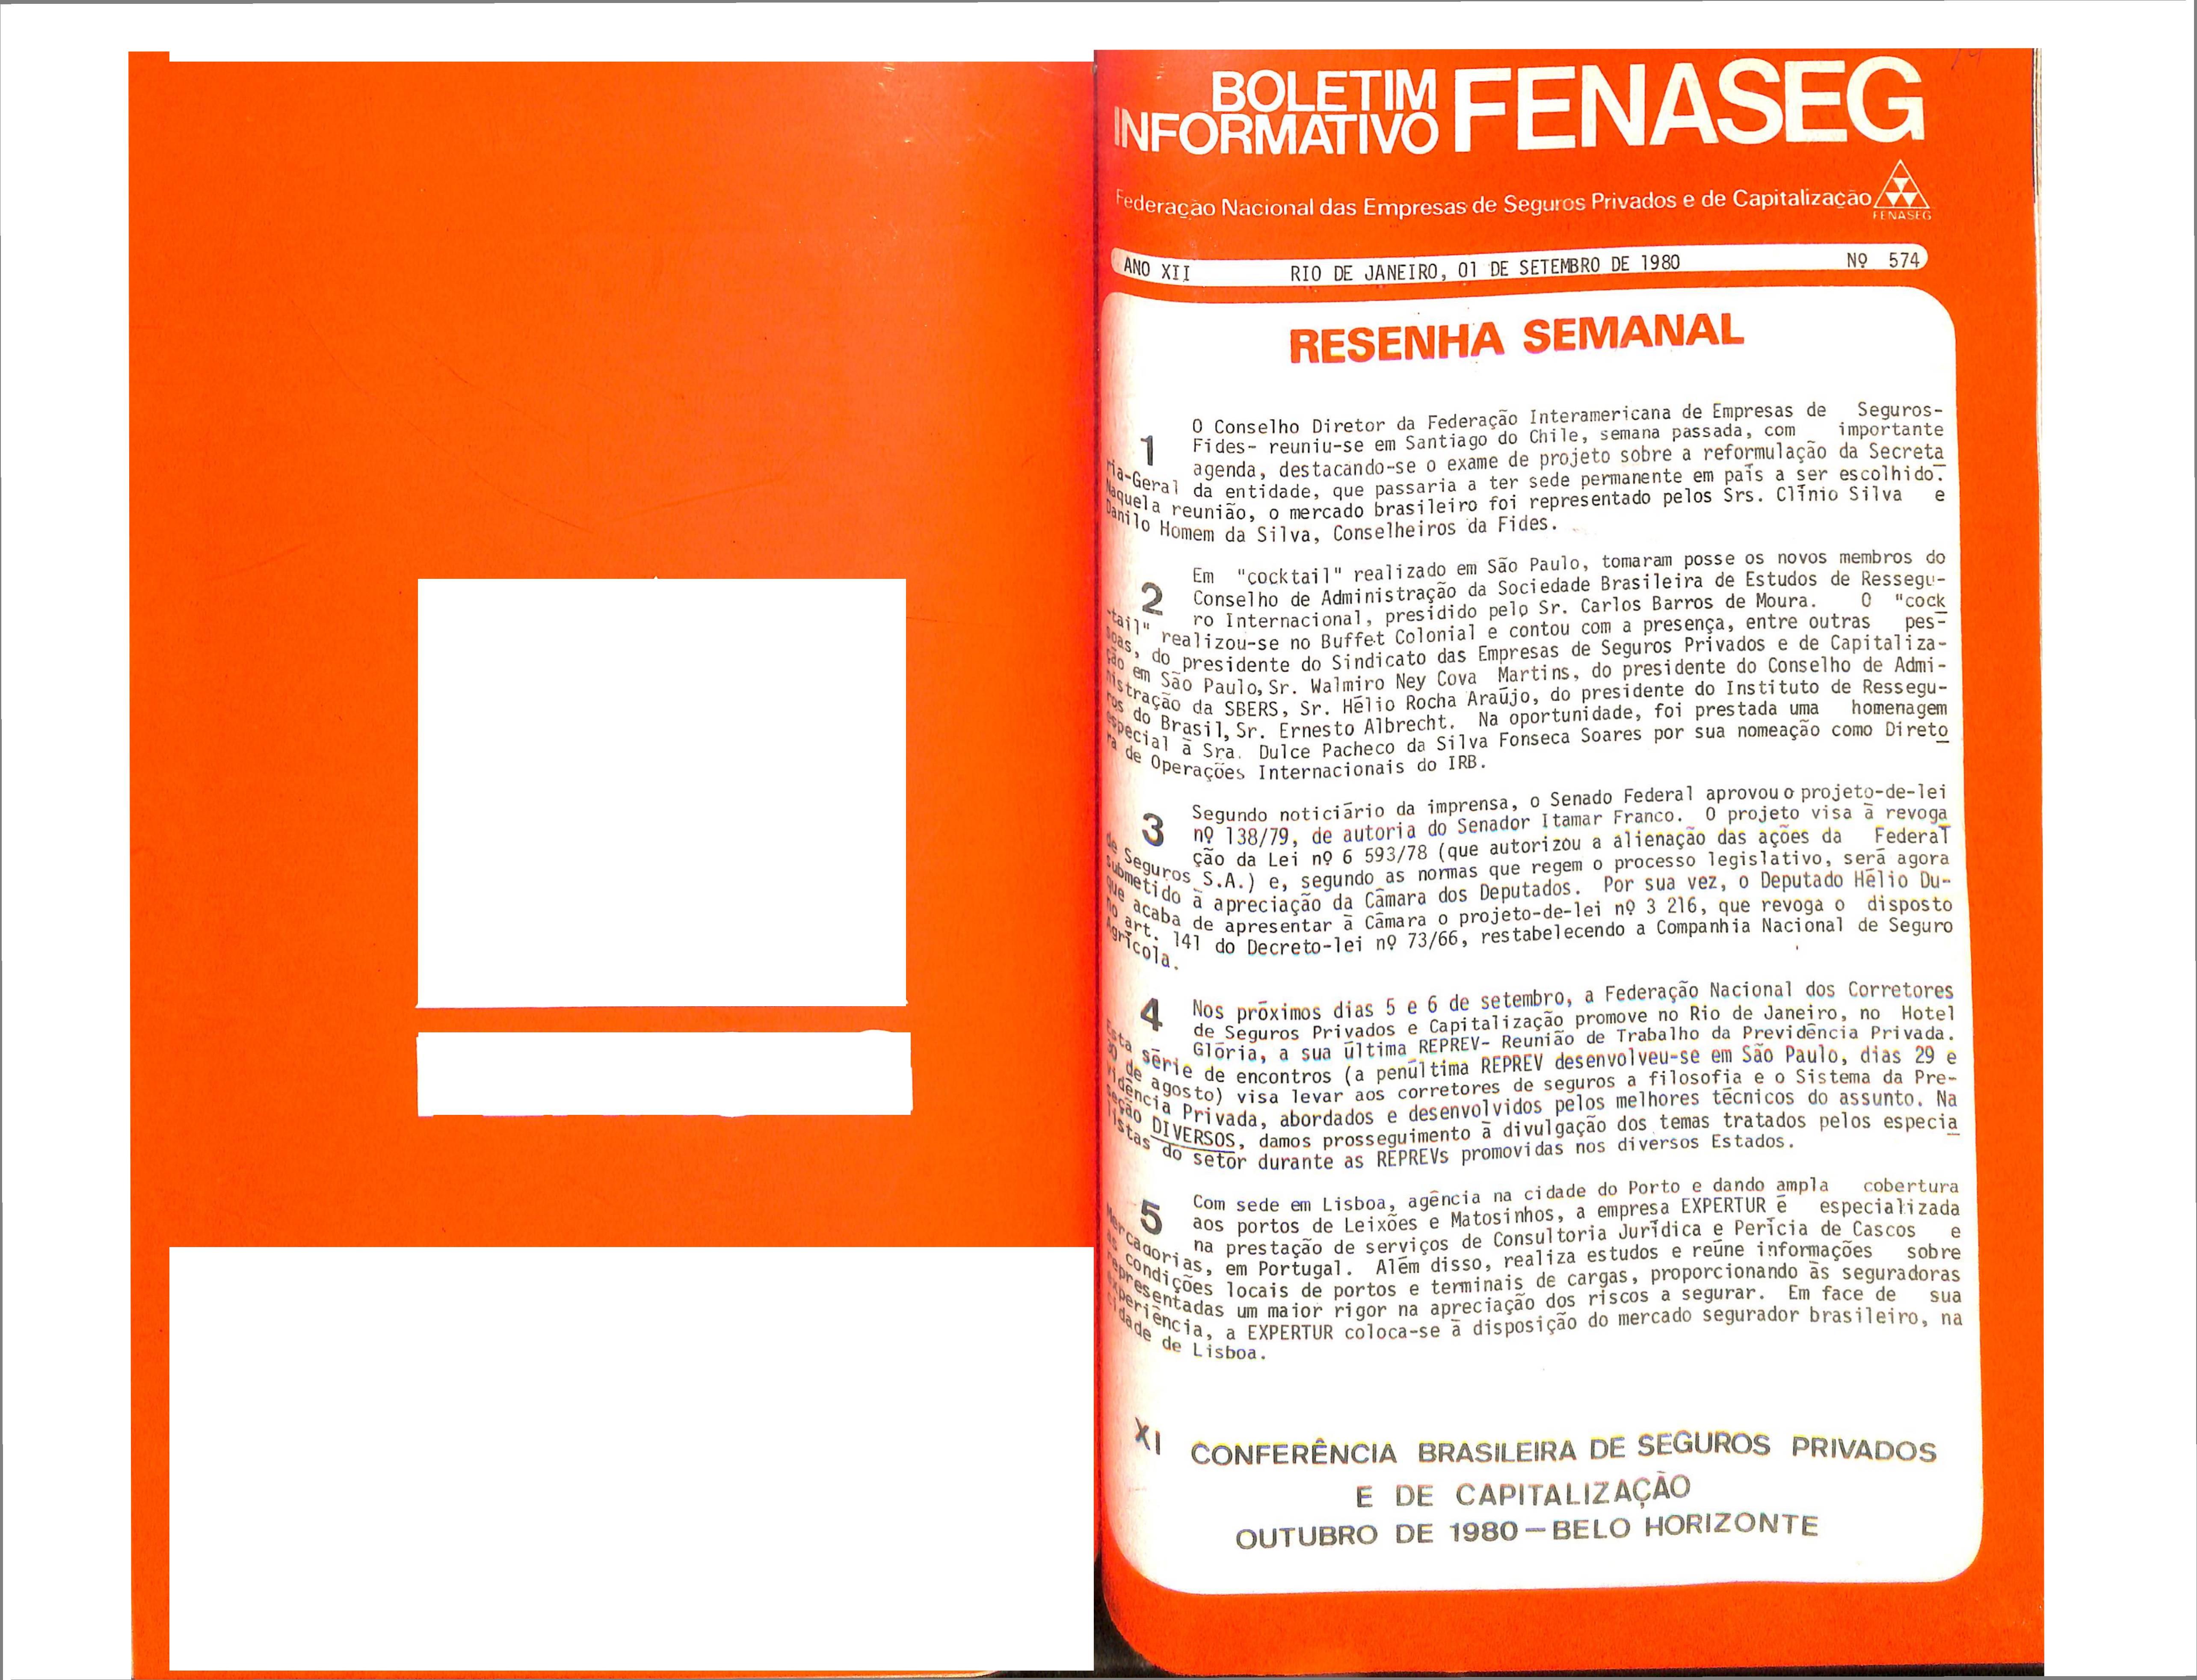 BOLETIM
INFORMATIVO FENASEG
Federação Nacional das Empresas de Seguros Privados e de Capitalização
FENASEG
ANO XII RIO DE JANEIRO, 01 DE SETEMBRO DE 1980 Nº 574
RESENHA SEMANAL
1 O Conselho Diretor da Federação Interamericana de Empresas de Seguros-
Fides- reuniu-se em Santiago do Chile, semana passada, com importante
agenda, destacando-se o exame de projeto sobre a reformulação da Secreta
ria-Geral da entidade, que passaria a ter sede permanente em país a ser escolhido.
Naquela reunião, o mercado brasileiro foi representado pelos Srs. Clínio Silva e
Danilo Homem da Silva, Conselheiros da Fides.
2 Em "cocktail" realizado em São Paulo, tomaram posse os novos membros do
Conselho de Administração da Sociedade Brasileira de Estudos de Ressegu-
ro Internacional, presidido pelo Sr. Carlos Barros de Moura. O "cock
-tail" realizou-se no Buffet Colonial e contou com a presença, entre outras pes-
soas, do presidente do Sindicato das Empresas de Seguros Privados e de Capitaliza-
ção em São Paulo, Sr. Walmiro Ney Cova Martins, do presidente do Conselho de Admi-
nistração da SBERS, Sr. Hélio Rocha Araújo, do presidente do Instituto de Ressegu-
ros do Brasil, Sr. Ernesto Albrecht. Na oportunidade, foi prestada uma homenagem
especial à Sra. Dulce Pacheco da Silva Fonseca Soares por sua nomeação como Direto
ra de Operações Internacionais do IRB.
3 Segundo noticiário da imprensa, o Senado Federal aprovou o projeto-de-lei
nº 138/79, de autoria do Senador Itamar Franco. O projeto visa à revoga
ção da Lei nº 6 593/78 (que autorizou a alienação das ações da Federal
de Seguros S.A.) e, segundo as normas que regem o processo legislativo, será agora
submetido à apreciação da Câmara dos Deputados. Por sua vez, o Deputado Hélio Du-
que acaba de apresentar à Câmara o projeto-de-lei nº 3 216, que revoga o disposto
no art. 141 do Decreto-lei nº 73/66, restabelecendo a Companhia Nacional de Seguro
Agrícola.
4 Nos próximos dias 5 e 6 de setembro, a Federação Nacional dos Corretores
de Seguros Privados e Capitalização promove no Rio de Janeiro, no Hotel
Glória, a sua última REPREV- Reunião de Trabalho da Previdência Privada.
Esta série de encontros (a penúltima REPREV desenvolveu-se em São Paulo, dias 29 e
30 de agosto) visa levar aos corretores de seguros a filosofia e o Sistema da Pre-
vidência Privada, abordados e desenvolvidos pelos melhores técnicos do assunto. Na
seção DIVERSOS, damos prosseguimento à divulgação dos temas tratados pelos especia
listas do setor durante as REPREVs promovidas nos diversos Estados.
5 Com sede em Lisboa, agência na cidade do Porto e dando ampla cobertura
aos portos de Leixões e Matosinhos, a empresa EXPERTUR é especializada
na prestação de serviços de Consultoria Jurídica e Perícia de Cascos e
Mercadorias, em Portugal. Além disso, realiza estudos e reúne informações sobre
as condições locais de portos e terminais de cargas, proporcionando às seguradoras
representadas um maior rigor na apreciação dos riscos a segurar. Em face de sua
experiência, a EXPERTUR coloca-se à disposição do mercado segurador brasileiro, na
cidade de Lisboa.
XI CONFERÊNCIA BRASILEIRA DE SEGUROS PRIVADOS
E DE CAPITALIZAÇÃO
OUTUBRO DE 1980 — BELO HORIZONTE